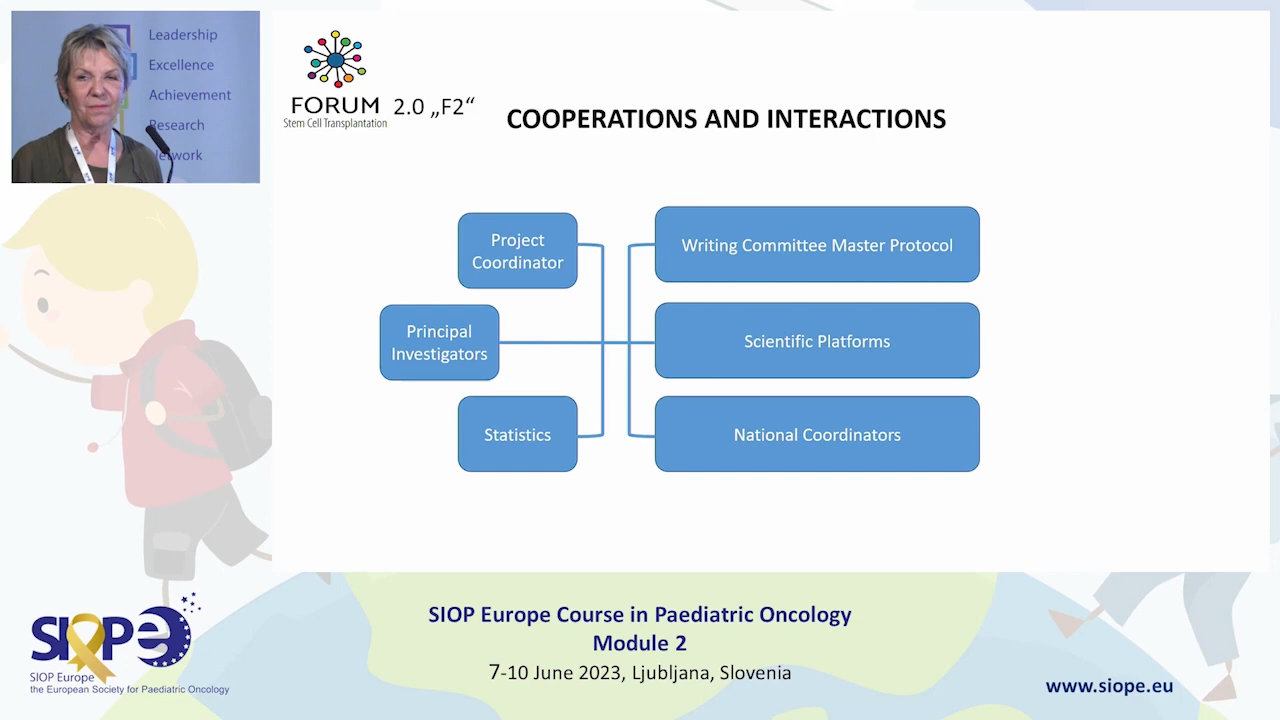 Leadership
Excellence
Achievement
Research
Network
FORUM 2.0 „F2“
Stem Cell Transplantation
COOPERATIONS AND INTERACTIONS
Project
Coordinator
Writing Committee Master Protocol
Principal
Investigators
Scientific Platforms
Statistics
National Coordinators
SIOP Europe Course in Paediatric Oncology
Module 2
7-10 June 2023, Ljubljana, Slovenia
SIOPe
SIOP Europe
the European Society for Paediatric Oncology
www.siope.eu